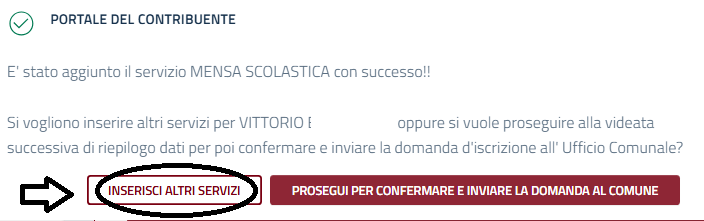 PORTALE DEL CONTRIBUENTE
E' stato aggiunto il servizio MENSA SCOLASTICA con successo!!
Si vogliono inserire altri servizi per VITTORIO oppure si vuole proseguire alla videata
successiva di riepilogo dati per poi confermare e inviare la domanda d'iscrizione all' Ufficio Comunale?
INSERISCI ALTRI SERVIZI PROSEGUI PER CONFERMARE E INVIARE LA DOMANDA AL COMUNE